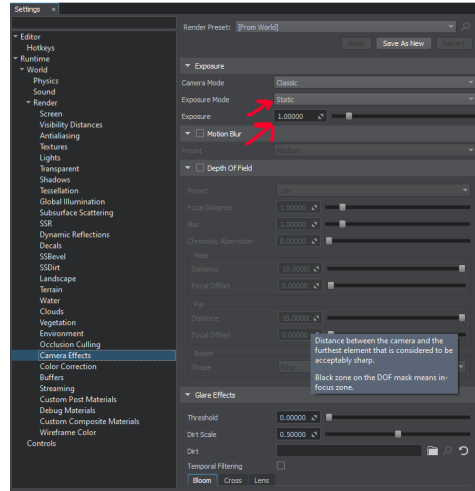 Settings ×
Render Preset: [From World]
Save Save As New Revert
Editor
Hotkeys
Runtime
World
Physics
Sound
Render
Screen
Visibility Distances
Antialiasing
Textures
Lights
Transparent
Shadows
Tessellation
Global Illumination
Subsurface Scattering
SSR
Dynamic Reflections
Decals
SSBevel
SSDirt
Landscape
Terrain
Water
Clouds
Vegetation
Environment
Occlusion Culling
Camera Effects
Color Correction
Buffers
Streaming
Custom Post Materials
Debug Materials
Custom Composite Materials
Wireframe Color
Controls
Exposure
Camera Mode Classic
Exposure Mode Static
Exposure 1.00000
Motion Blur
Preset Medium
Depth Of Field
Preset Low
Focal Distance 1.00000
Blur 1.00000
Chromatic Aberration 0.00000
Near
Distance 10.0000
Focal Offset 0.00000
Far
Distance 10.0000
Focal Offset 0.00000
Distance between the camera and the
furthest element that is considered to be
acceptably sharp.
Black zone on the DOF mask means in-
focus zone.
Bokeh
Shape Ring
Glare Effects
Threshold 0.00000
Dirt Scale 0.50000
Dirt
Temporal Filtering
Bloom Cross Lens